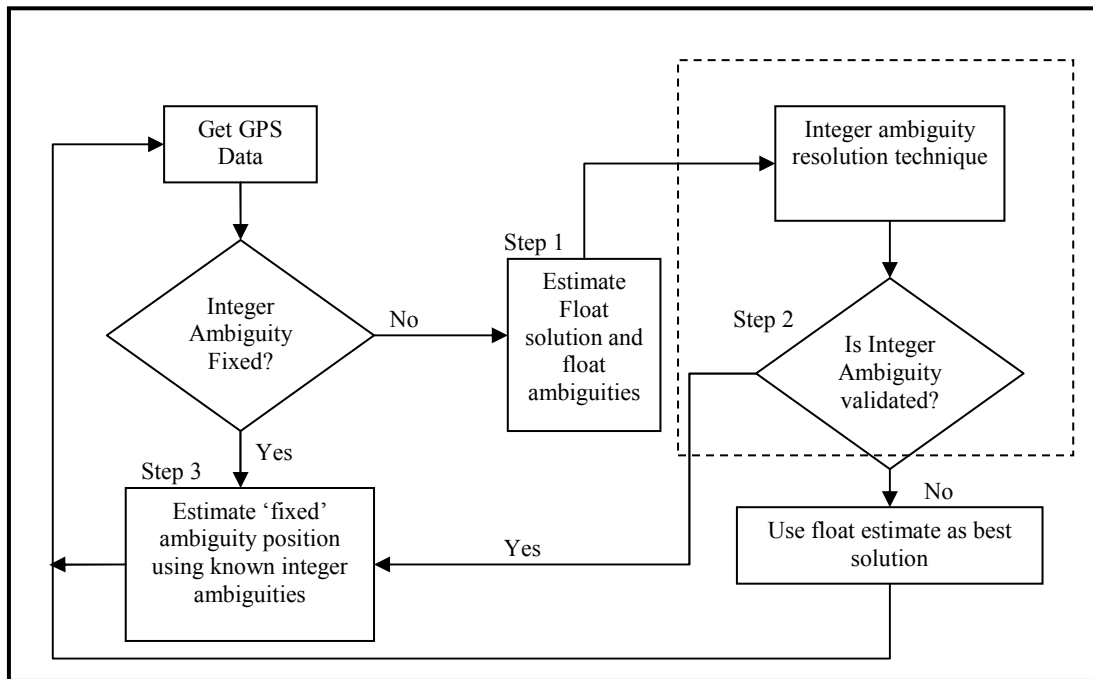 Get GPS
Data
Integer
Ambiguity
Fixed?
No
Yes
Step 1
Estimate
Float
solution and
float
ambiguities
Integer ambiguity
resolution technique
Step 2
Is Integer
Ambiguity
validated?
No
Yes
Use float estimate as best
solution
Step 3
Estimate ‘fixed’
ambiguity position
using known integer
ambiguities